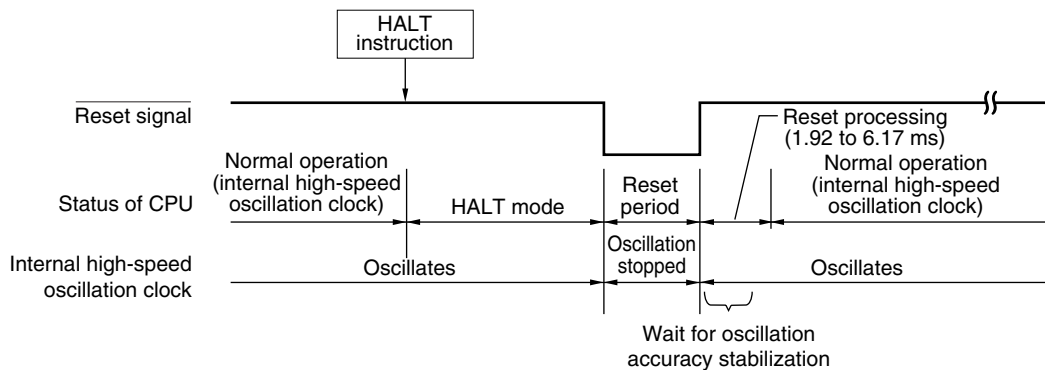 HALT
instruction
Reset signal
Reset processing
(1.92 to 6.17 ms)
Status of CPU
Normal operation
(internal high-speed
oscillation clock)
HALT mode
Reset
period
Normal operation
(internal high-speed
oscillation clock)
Internal high-speed
oscillation clock
Oscillates
Oscillation
stopped
Oscillates
Wait for oscillation
accuracy stabilization